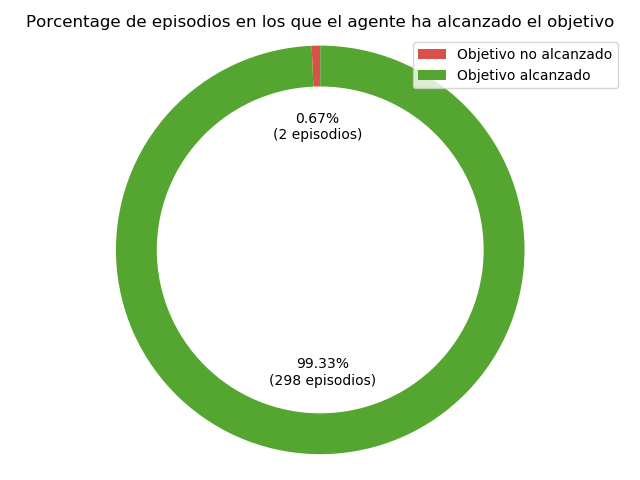 Porcentage de episodios en los que el agente ha alcanzado el objetivo
Objetivo no alcanzado
Objetivo alcanzado
0.67%
(2 episodios)
99.33%
(298 episodios)